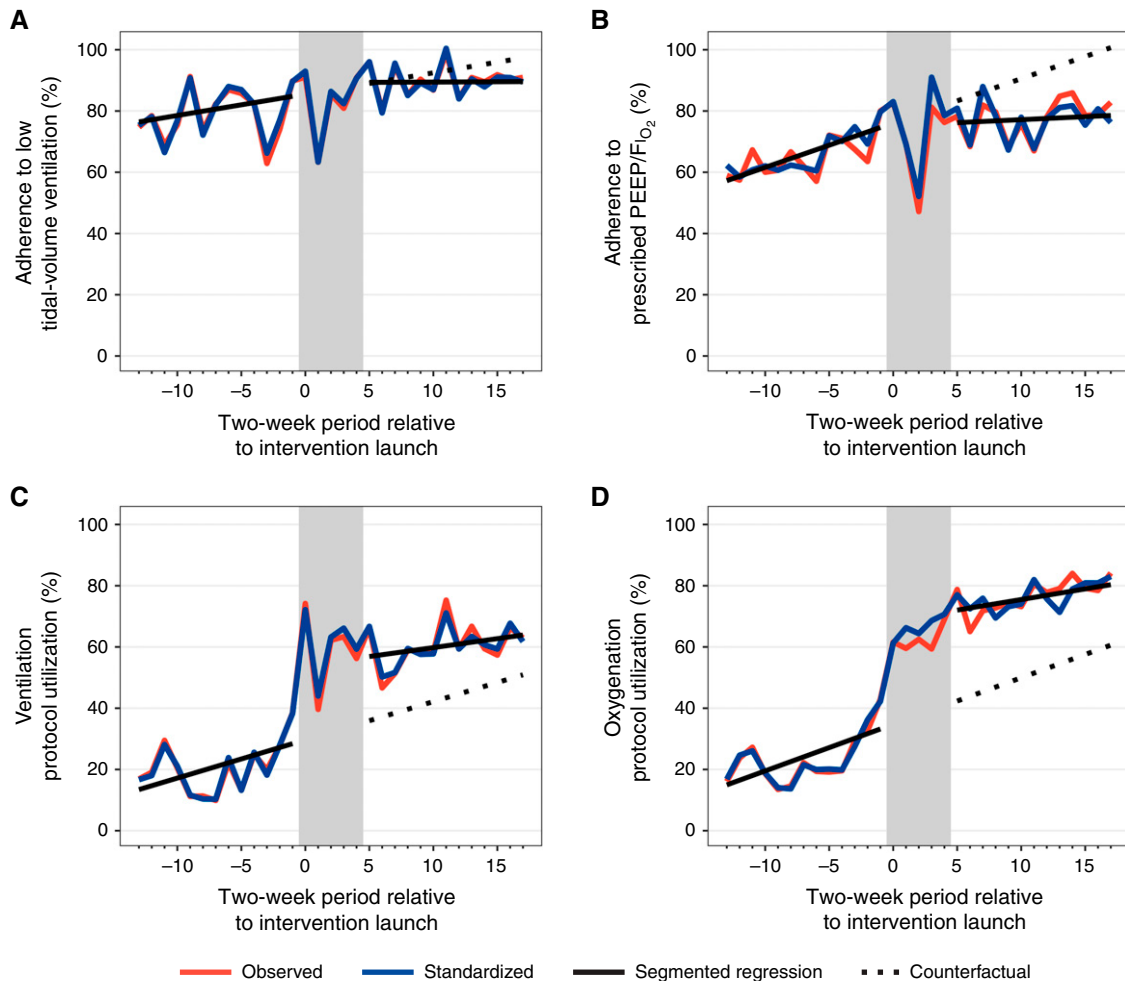 A
Adherence to low
tidal-volume ventilation (%)
100
80
60
40
20
0
–10
–5
0
5
10
15
Two-week period relative
to intervention launch
B
Adherence to
prescribed PEEP/FIO2 (%)
100
80
60
40
20
0
–10
–5
0
5
10
15
Two-week period relative
to intervention launch
C
Ventilation
protocol utilization (%)
100
80
60
40
20
0
–10
–5
0
5
10
15
Two-week period relative
to intervention launch
D
Oxygenation
protocol utilization (%)
100
80
60
40
20
0
–10
–5
0
5
10
15
Two-week period relative
to intervention launch
Observed
Standardized
Segmented regression
Counterfactual